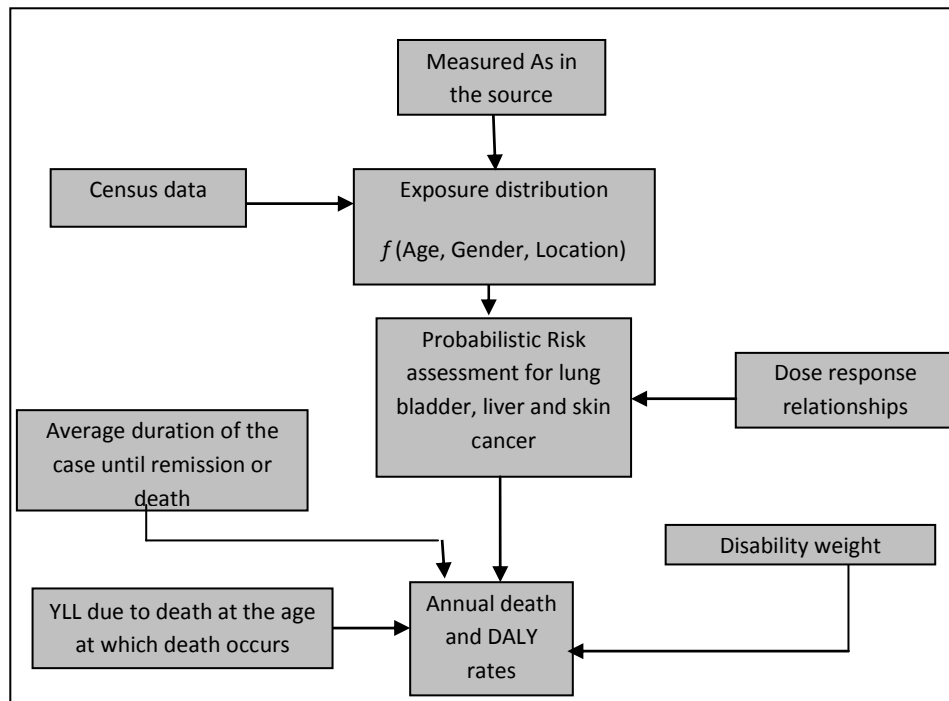 Measured As in
the source
Census data
Exposure distribution
f (Age, Gender, Location)
Probabilistic Risk
assessment for lung
bladder, liver and skin
cancer
Dose response
relationships
Average duration of the
case until remission or
death
Disability weight
YLL due to death at the age
at which death occurs
Annual death
and DALY
rates